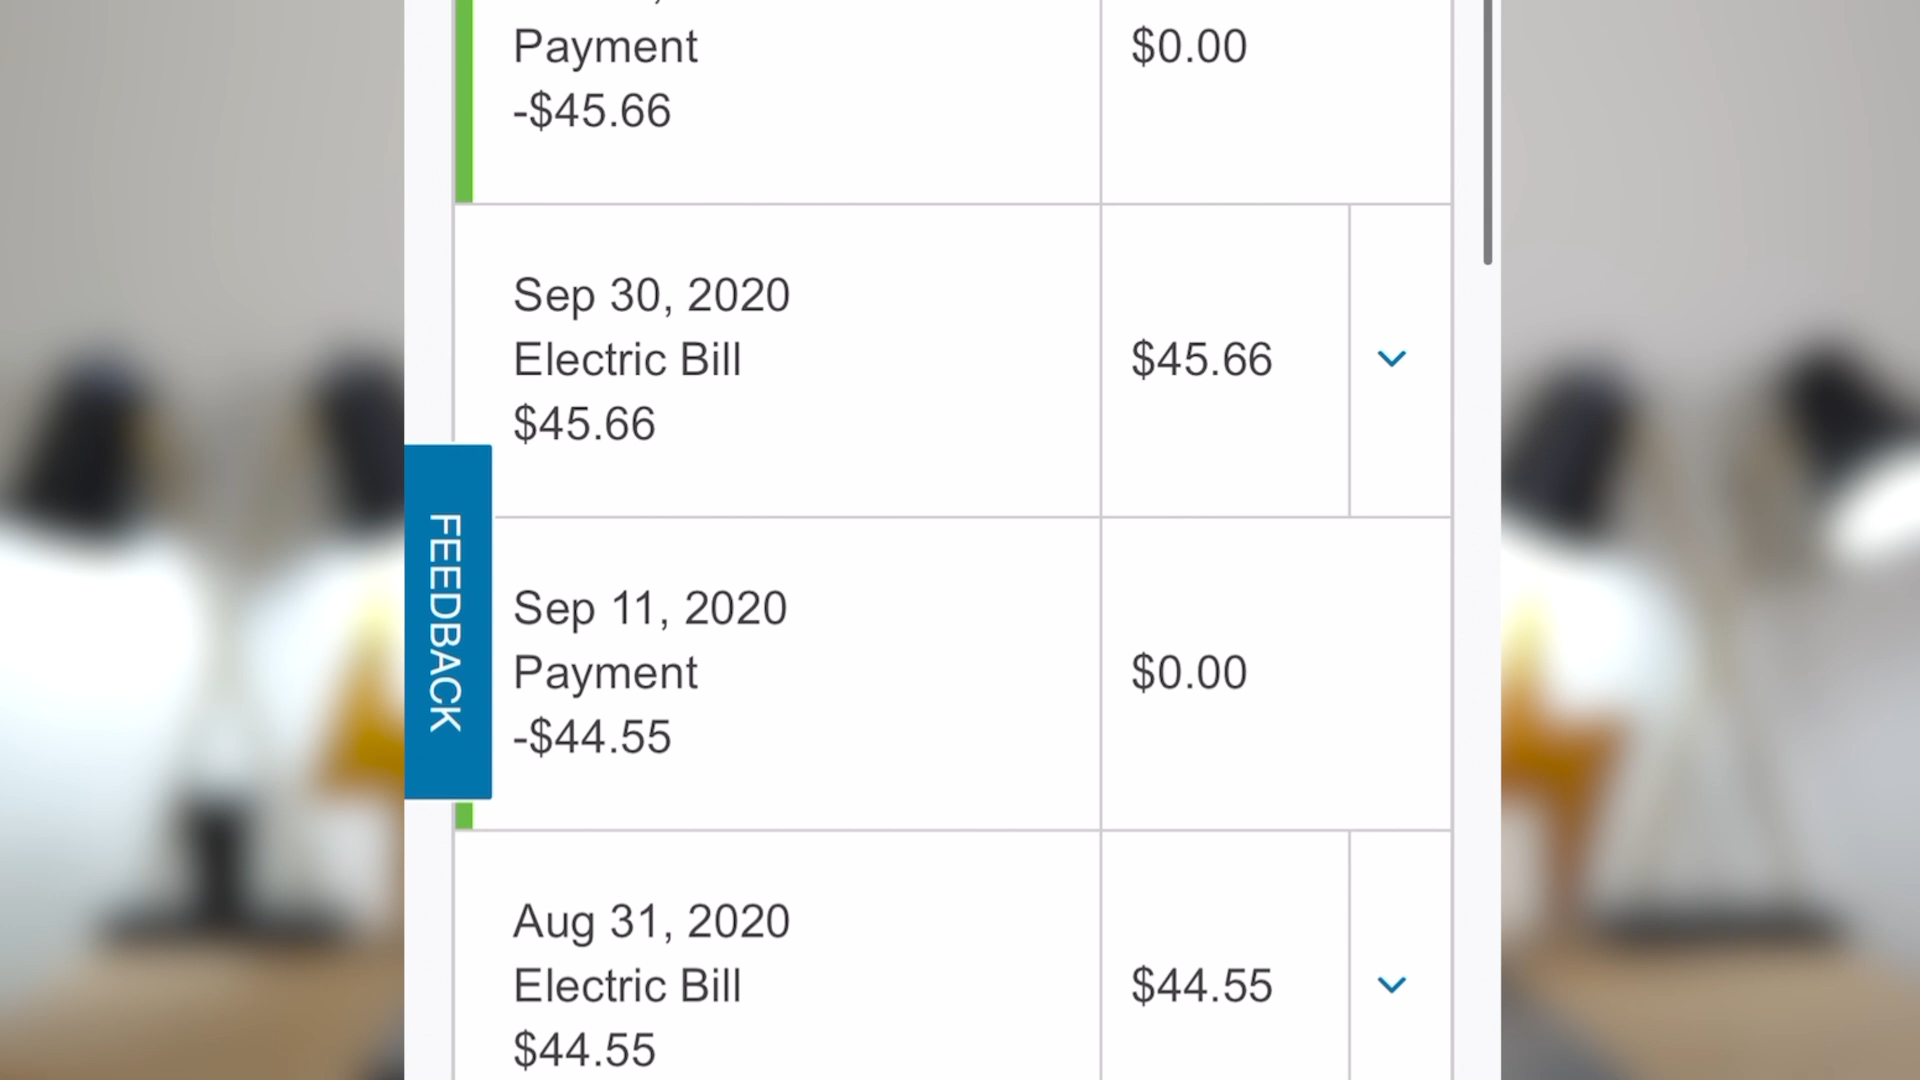 Payment
-$45.66
$0.00
Sep 30, 2020
Electric Bill
$45.66
$45.66
FEEDBACK
Sep 11, 2020
Payment
-$44.55
$0.00
Aug 31, 2020
Electric Bill
$44.55
$44.55